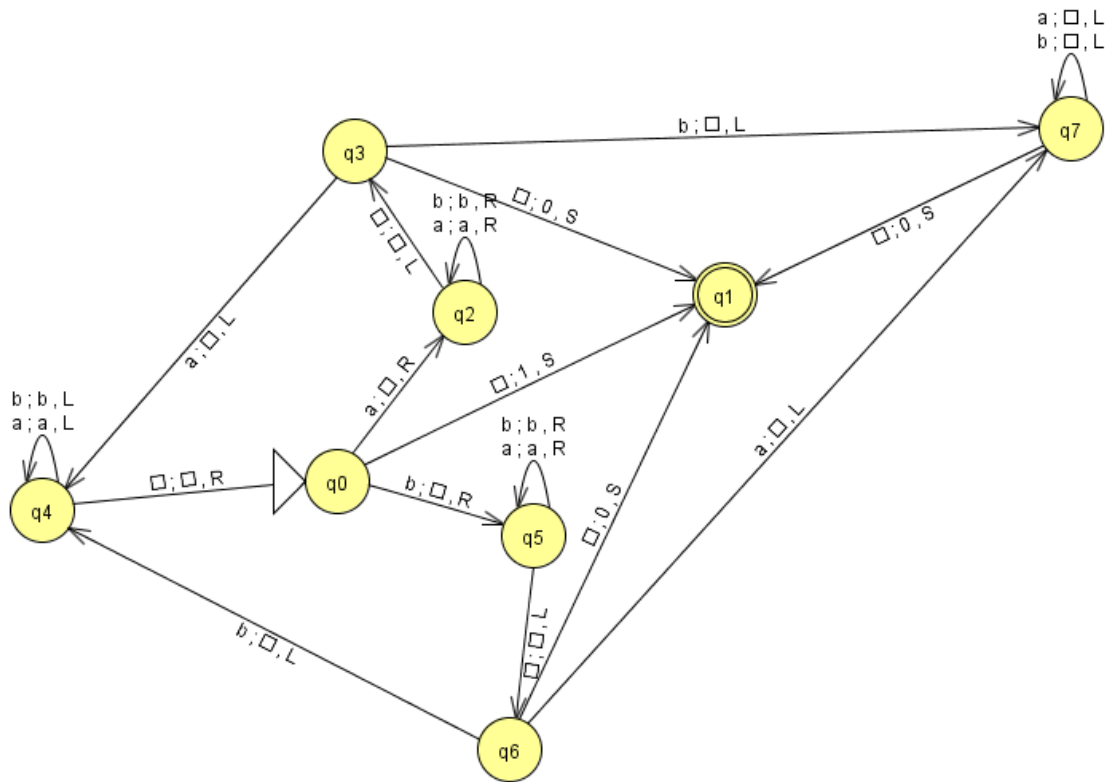 a ; □ , L
b ; □ , L
q7
b ; □ , L
q3
□ ; 0 , S
b ; b , R
a ; a , R
□ ; □ , L
□ ; 0 , S
q1
q2
a ; □ , L
a ; □ , R
□ ; 1 , S
b ; b , L
a ; a , L
b ; b , R
a ; a , R
a ; □ , L
□ ; □ , R
q0
b ; □ , R
q4
q5
□ ; 0 , S
□ ; □ , L
b ; □ , L
q6